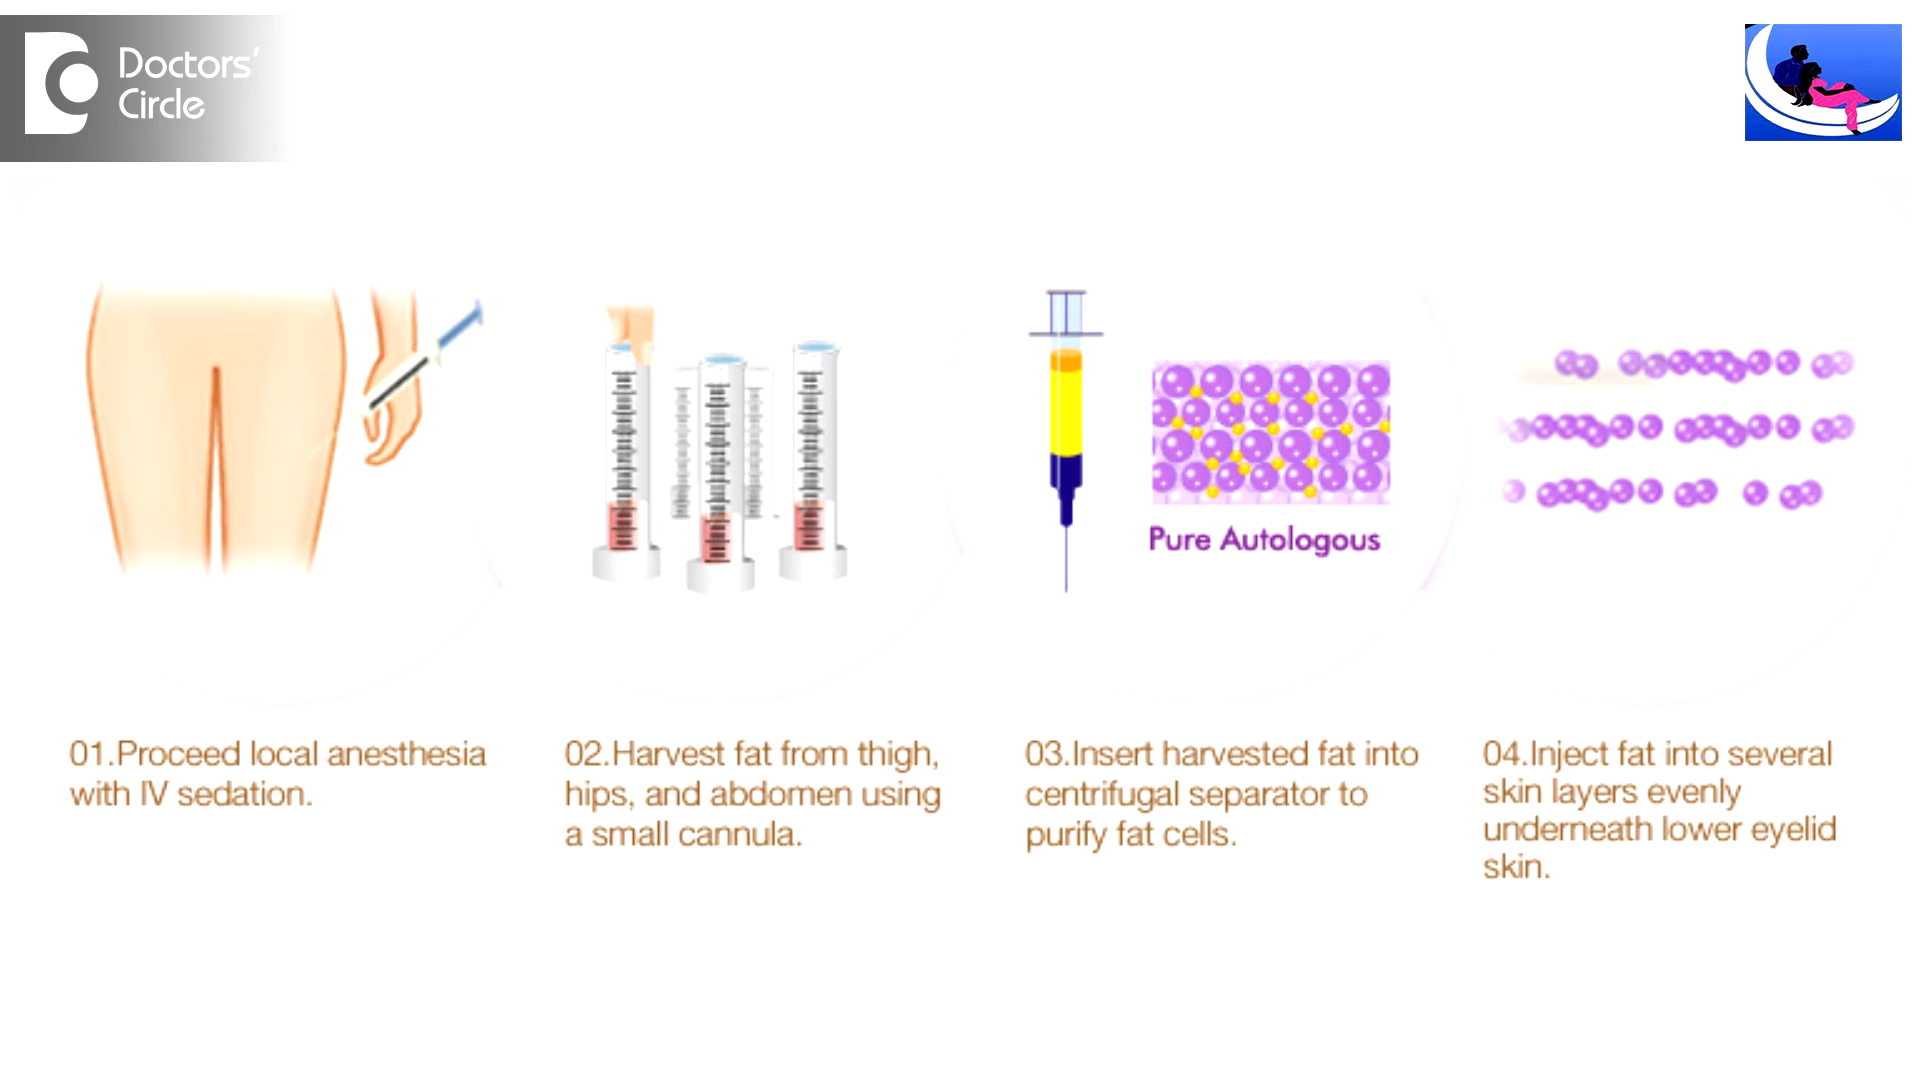 Doctors'
Circle
Pure Autologous
01.Proceed local anesthesia
with IV sedation.
02.Harvest fat from thigh,
hips, and abdomen using
a small cannula.
03.Insert harvested fat into
centrifugal separator to
purify fat cells.
04.Inject fat into several
skin layers evenly
underneath lower eyelid
skin.